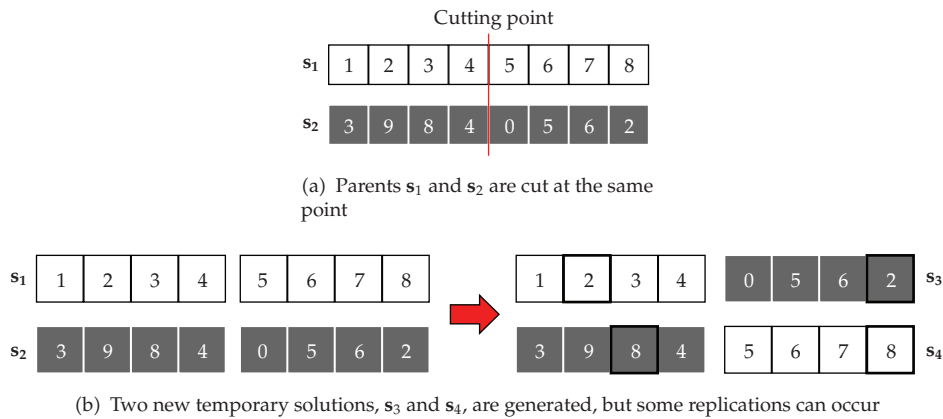 Cutting point
s1 1 2 3 4 5 6 7 8
s2 3 9 8 4 0 5 6 2
(a) Parents s1 and s2 are cut at the same
point
s1 1 2 3 4 5 6 7 8 1 2 3 4 0 5 6 2 s3
s2 3 9 8 4 0 5 6 2 3 9 8 4 5 6 7 8 s4
(b) Two new temporary solutions, s3 and s4, are generated, but some replications can occur